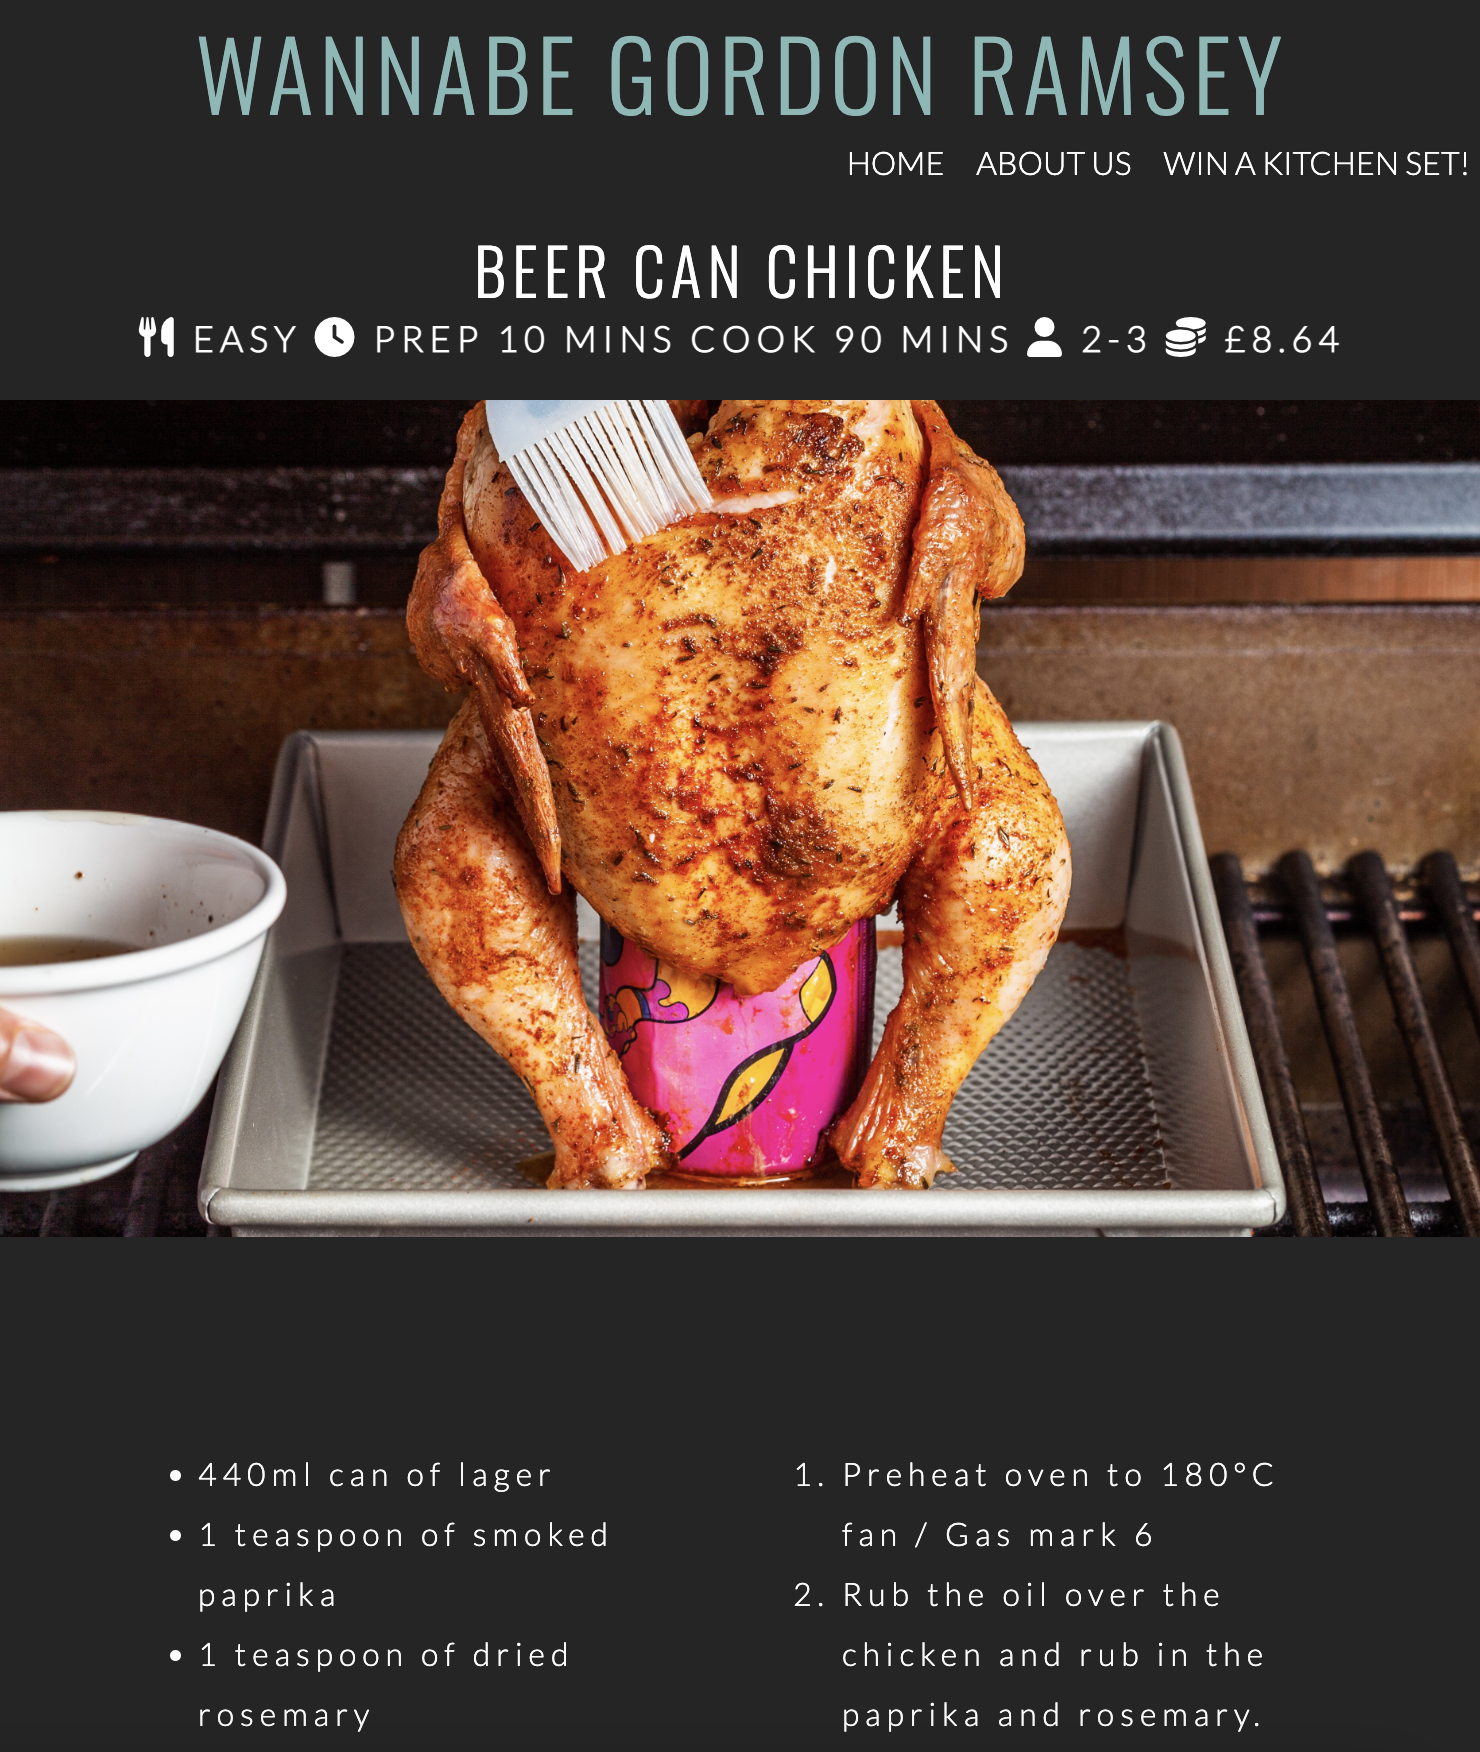 WANNABE GORDON RAMSEY
HOME ABOUT US WIN A KITCHEN SET!
BEER CAN CHICKEN
EASY PREP 10 MINS COOK 90 MINS 2-3 £8.64
• 440ml can of lager
• 1 teaspoon of smoked
paprika
• 1 teaspoon of dried
rosemary
1. Preheat oven to 180°C
fan / Gas mark 6
2. Rub the oil over the
chicken and rub in the
paprika and rosemary.